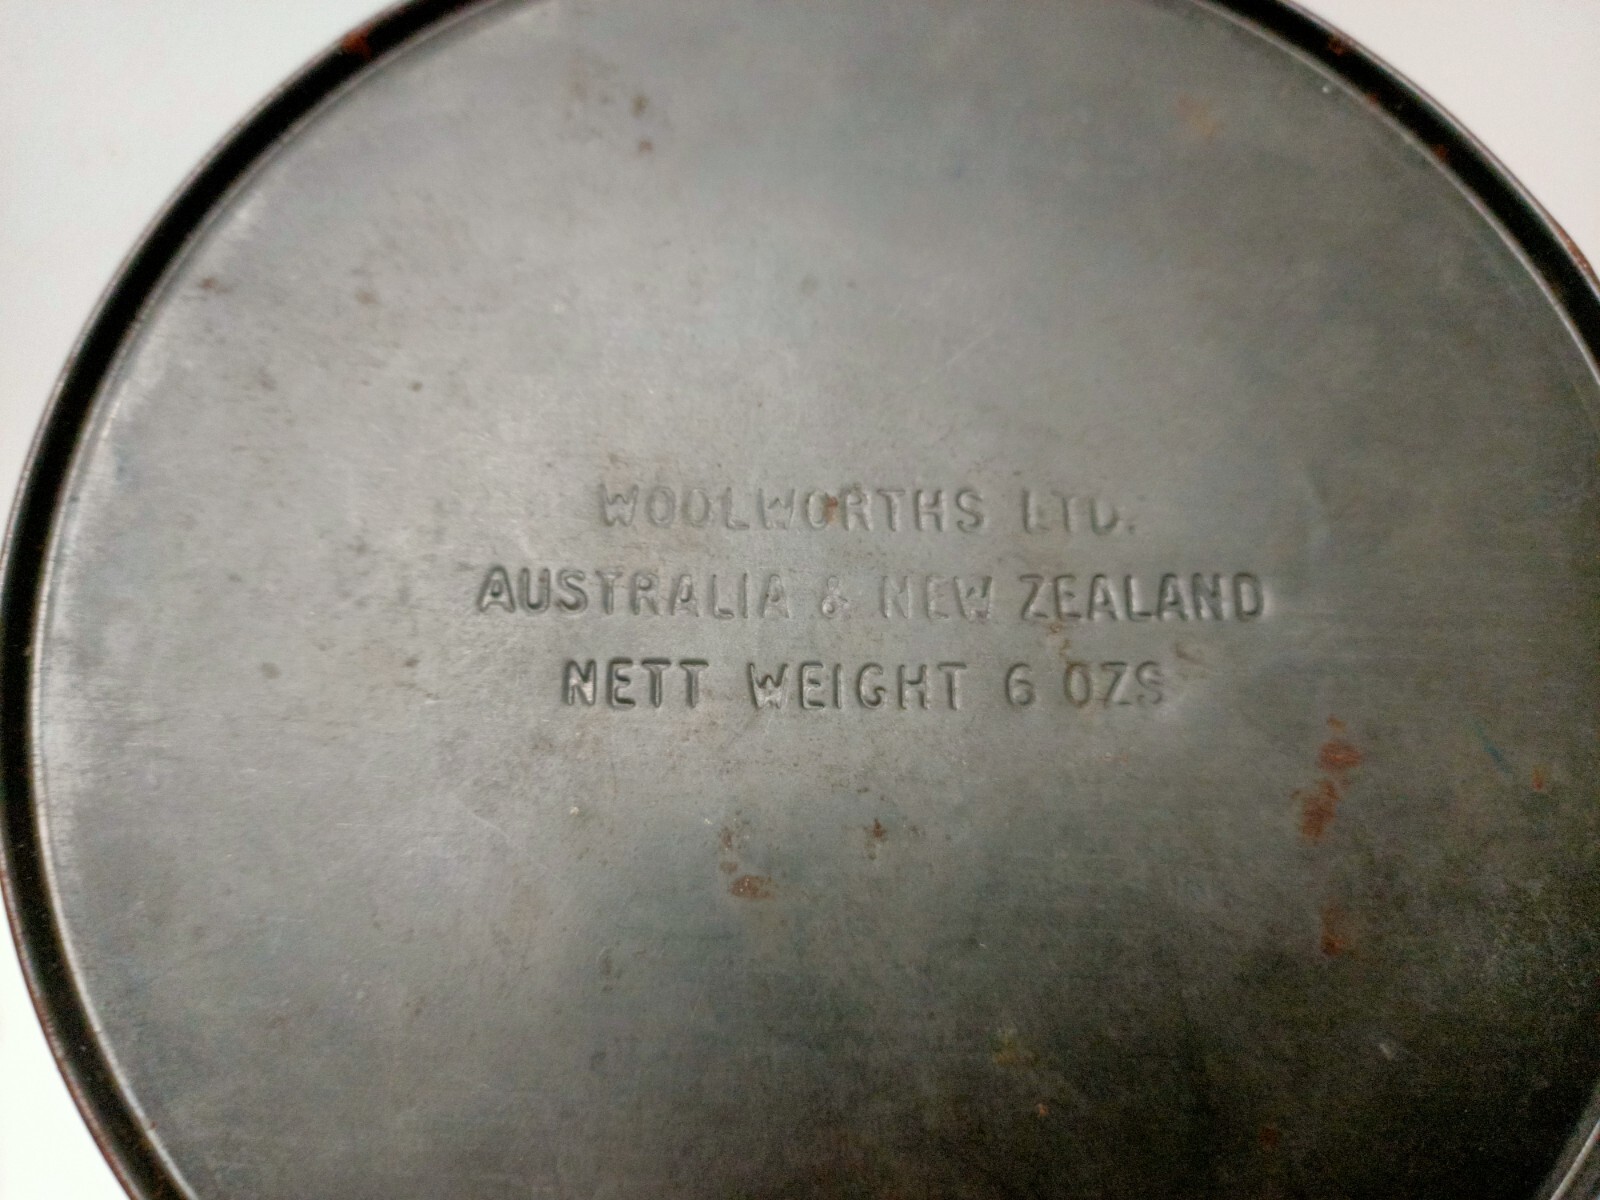 WOOLWORTHS LTD.
AUSTRALIA & NEW ZEALAND
NETT WEIGHT 6 OZS